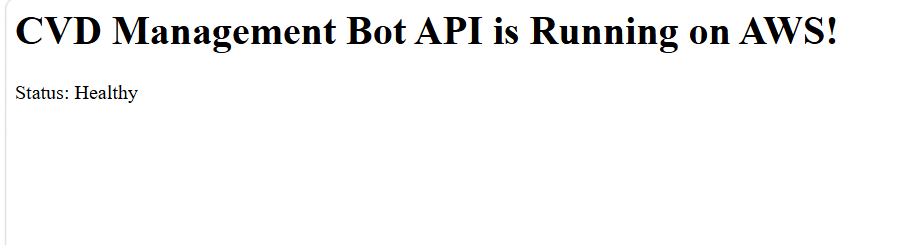 CVD Management Bot API is Running on AWS!
Status: Healthy